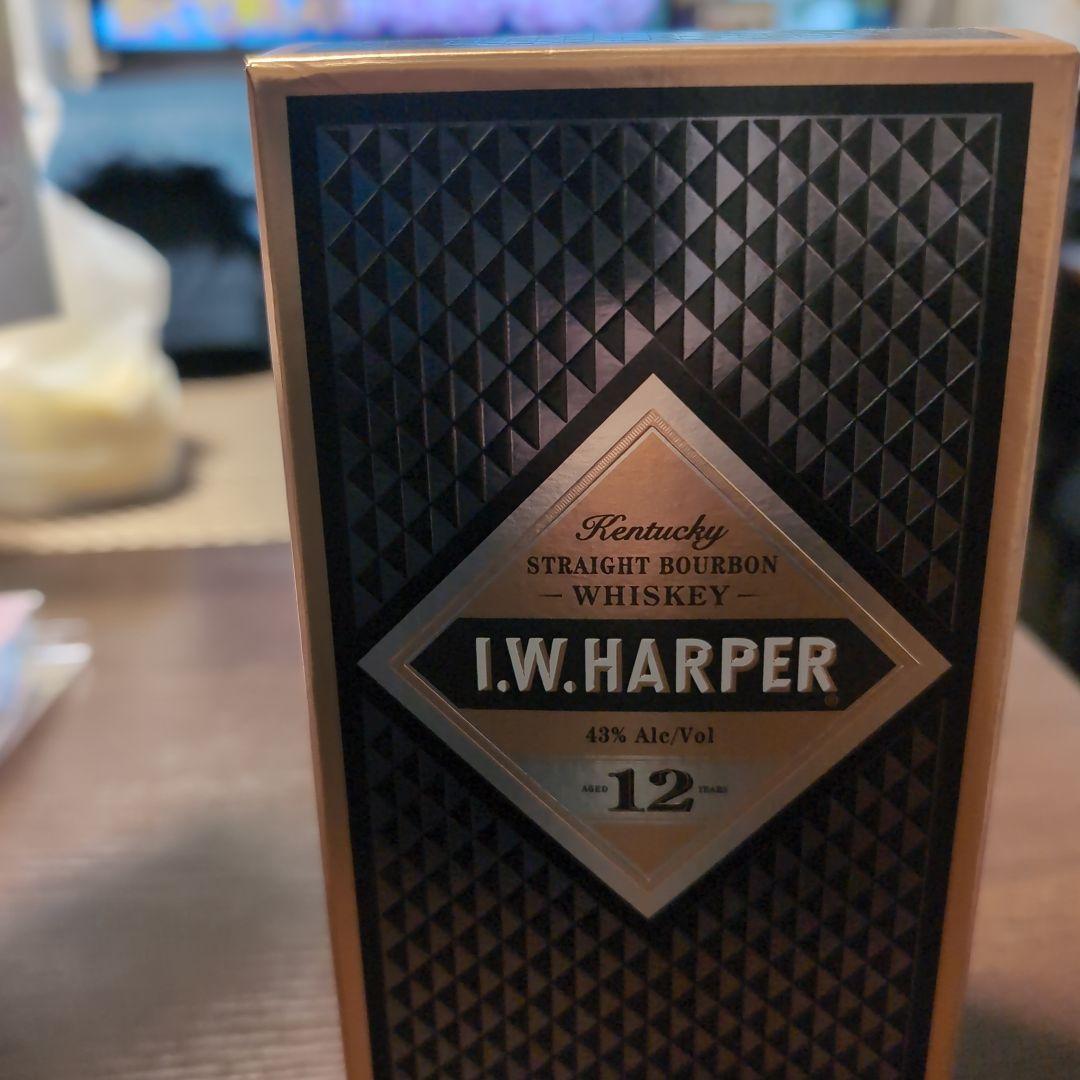 Kentucky
STRAIGHT BOURBON
WHISKEY
I.W.HARPER
43% Alc/Vol
AGED 12 YEARS